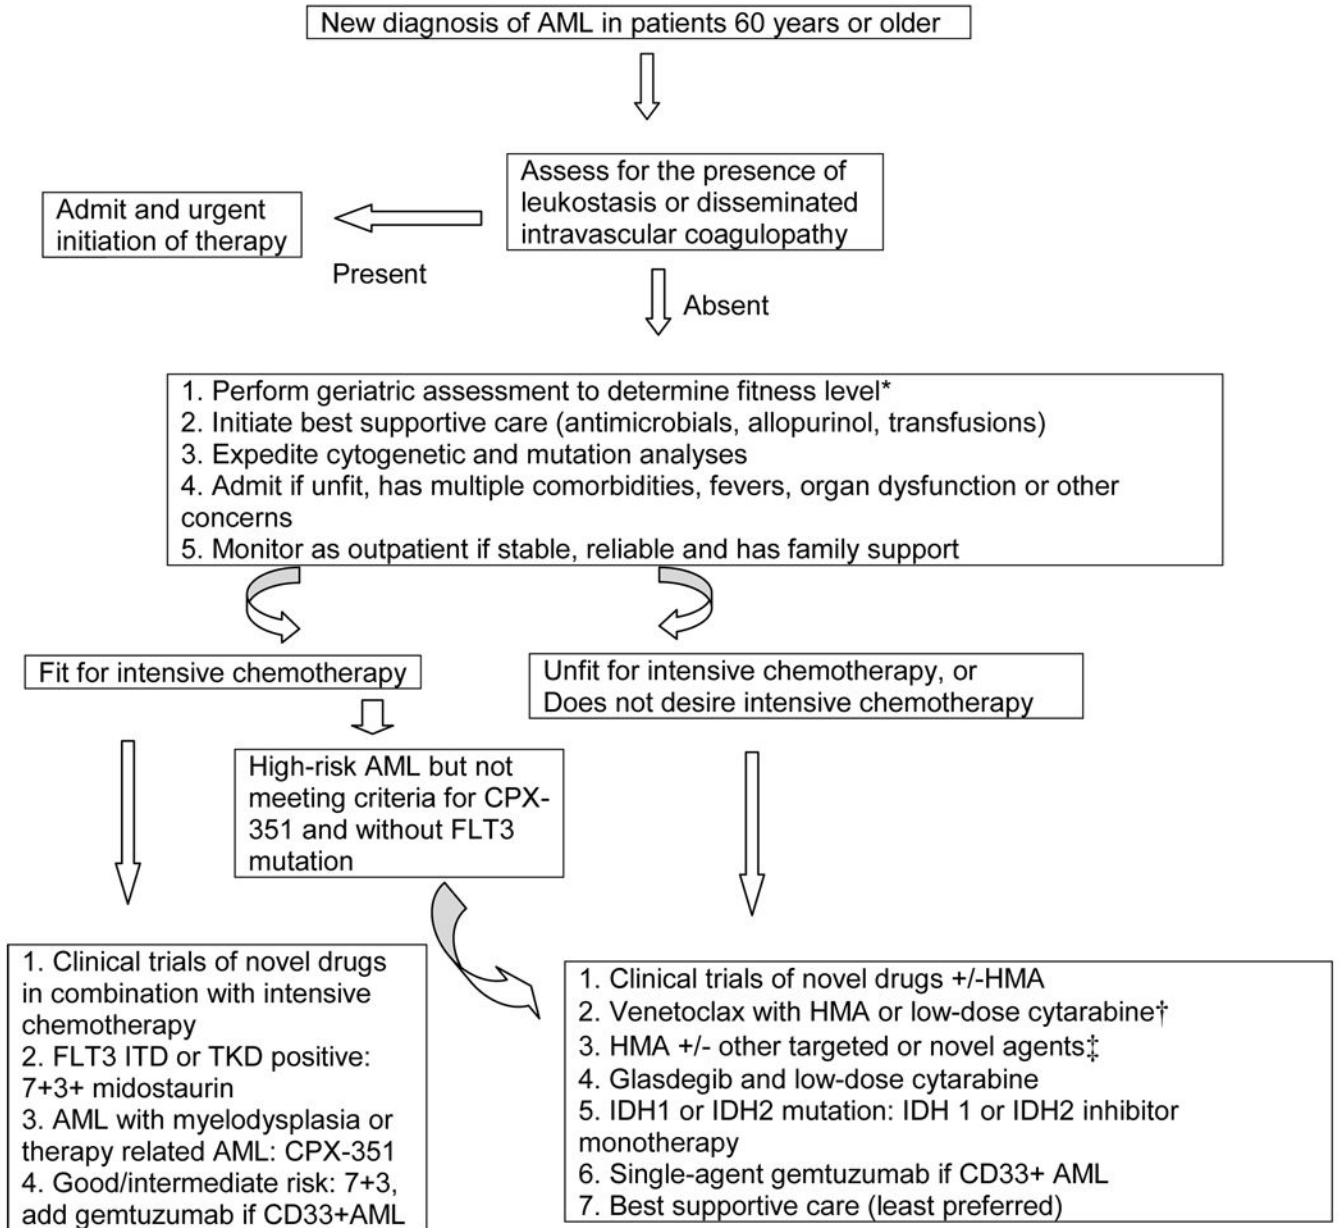 New diagnosis of AML in patients 60 years or older
Assess for the presence of
leukostasis or disseminated
intravascular coagulopathy
Admit and urgent
initiation of therapy
Present
Absent
1. Perform geriatric assessment to determine fitness level*
2. Initiate best supportive care (antimicrobials, allopurinol, transfusions)
3. Expedite cytogenetic and mutation analyses
4. Admit if unfit, has multiple comorbidities, fevers, organ dysfunction or other
concerns
5. Monitor as outpatient if stable, reliable and has family support
Fit for intensive chemotherapy
Unfit for intensive chemotherapy, or
Does not desire intensive chemotherapy
High-risk AML but not
meeting criteria for CPX-
351 and without FLT3
mutation
1. Clinical trials of novel drugs
in combination with intensive
chemotherapy
2. FLT3 ITD or TKD positive:
7+3+ midostaurin
3. AML with myelodysplasia or
therapy related AML: CPX-351
4. Good/intermediate risk: 7+3,
add gemtuzumab if CD33+AML
1. Clinical trials of novel drugs +/-HMA
2. Venetoclax with HMA or low-dose cytarabine†
3. HMA +/- other targeted or novel agents‡
4. Glasdegib and low-dose cytarabine
5. IDH1 or IDH2 mutation: IDH 1 or IDH2 inhibitor
monotherapy
6. Single-agent gemtuzumab if CD33+ AML
7. Best supportive care (least preferred)